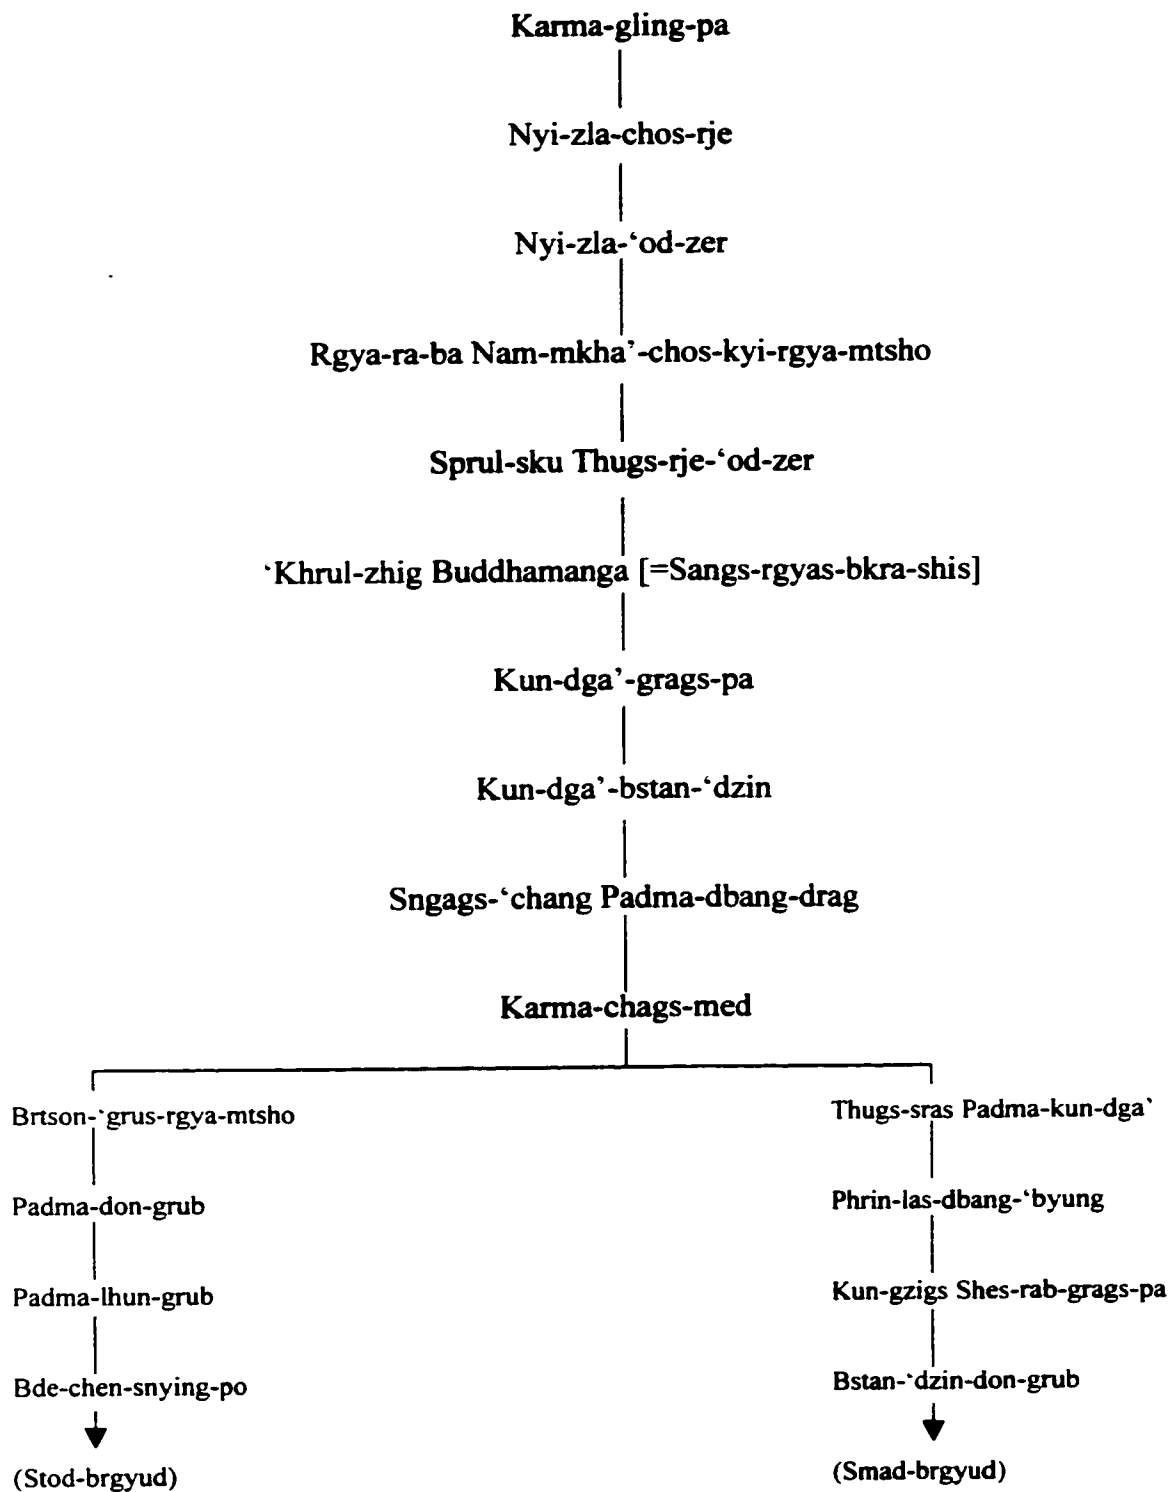 Karma-gling-pa
Nyi-zla-chos-rje
Nyi-zla-‘od-zer
Rgya-ra-ba Nam-mkha’-chos-kyi-rgya-mtsho
Sprul-sku Thugs-rje-‘od-zer
‘Khrul-zhig Buddhamanga [=Sangs-rgyas-bkra-shis]
Kun-dga’-grags-pa
Kun-dga’-bstan-‘dzin
Sngags-‘chang Padma-dbang-drag
Karma-chags-med
Brtson-‘grus-rgya-mtsho
Padma-don-grub
Padma-lhun-grub
Bde-chen-snying-po
(Stod-brgyud)
Thugs-sras Padma-kun-dga’
Phrin-las-dbang-‘byung
Kun-gzigs Shes-rab-grags-pa
Bstan-‘dzin-don-grub
(Smad-brgyud)